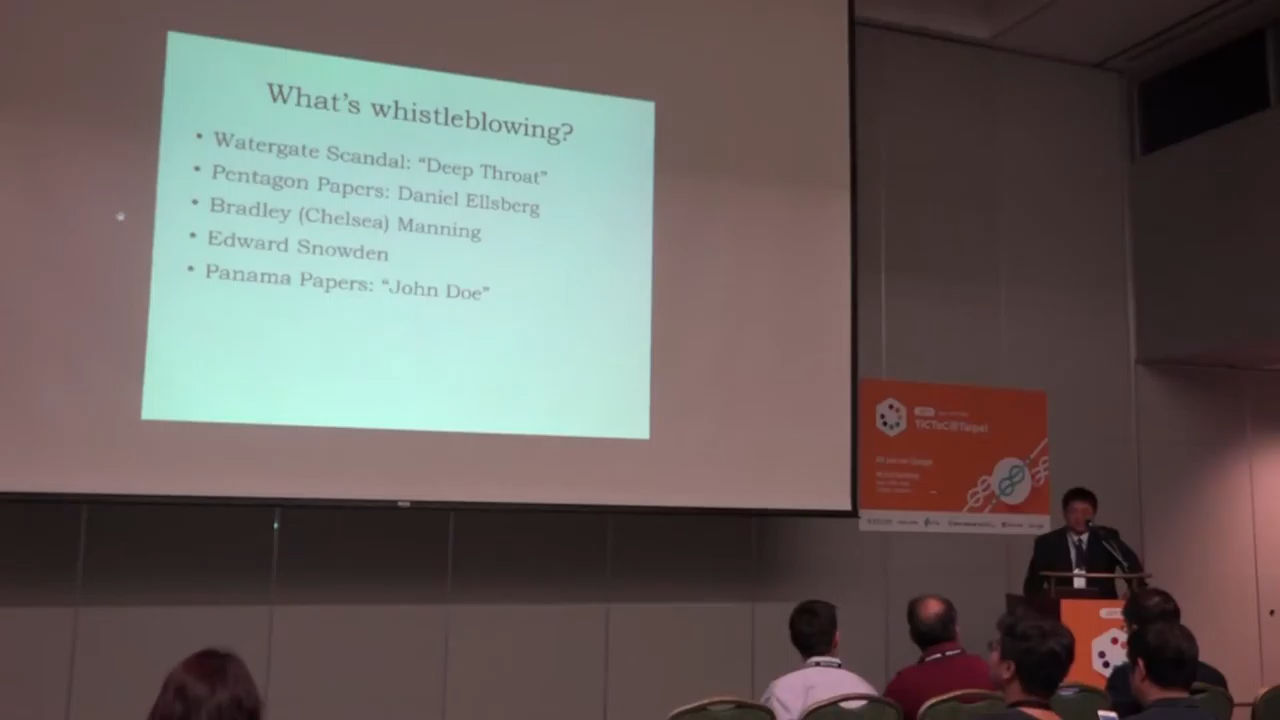 What's whistleblowing?
• Watergate Scandal: “Deep Throat”
• Pentagon Papers: Daniel Ellsberg
• Bradley (Chelsea) Manning
• Edward Snowden
• Panama Papers: “John Doe”
TICTeC@Taipei